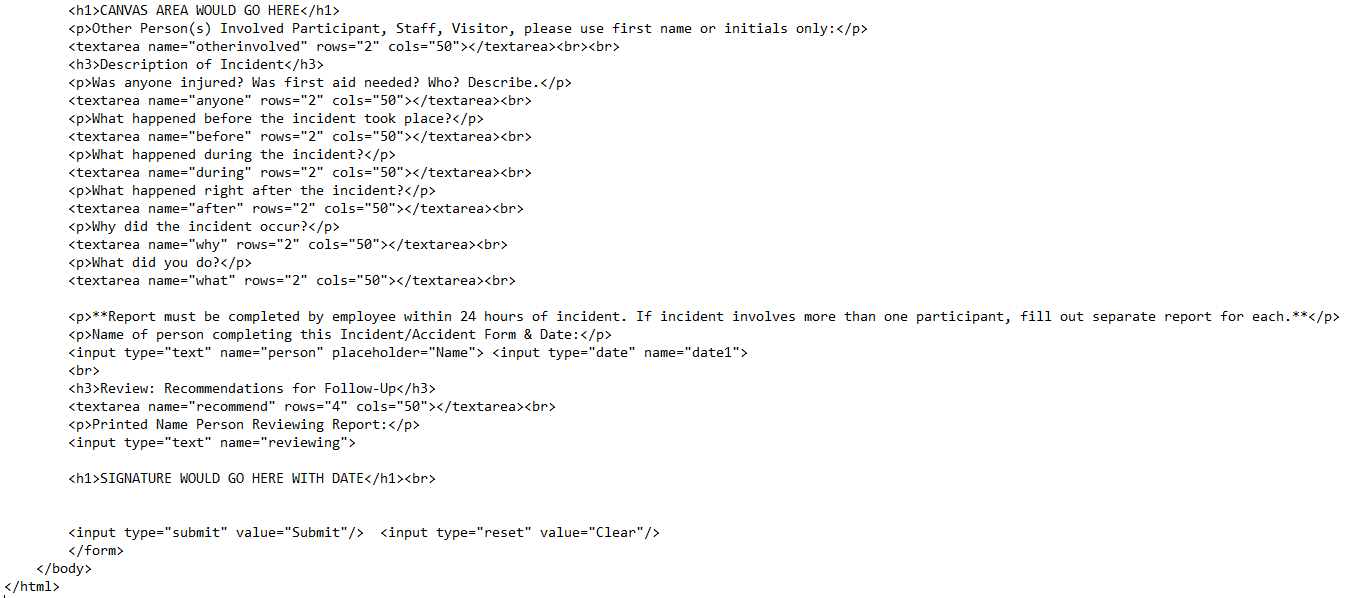 <h1>CANVAS AREA WOULD GO HERE</h1>
<p>Other Person(s) Involved Participant, Staff, Visitor, please use first name or initials only:</p>
<textarea name="otherinvolved" rows="2" cols="50"></textarea><br><br>
<h3>Description of Incident</h3>
<p>Was anyone injured? Was first aid needed? Who? Describe.</p>
<textarea name="anyone" rows="2" cols="50"></textarea><br>
<p>What happened before the incident took place?</p>
<textarea name="before" rows="2" cols="50"></textarea><br>
<p>What happened during the incident?</p>
<textarea name="during" rows="2" cols="50"></textarea><br>
<p>What happened right after the incident?</p>
<textarea name="after" rows="2" cols="50"></textarea><br>
<p>Why did the incident occur?</p>
<textarea name="why" rows="2" cols="50"></textarea><br>
<p>What did you do?</p>
<textarea name="what" rows="2" cols="50"></textarea><br>
<p>**Report must be completed by employee within 24 hours of incident. If incident involves more than one participant, fill out separate report for each.**</p>
<p>Name of person completing this Incident/Accident Form & Date:</p>
<input type="text" name="person" placeholder="Name"> <input type="date" name="date1">
<br>
<h3>Review: Recommendations for Follow-Up</h3>
<textarea name="recommend" rows="4" cols="50"></textarea><br>
<p>Printed Name Person Reviewing Report:</p>
<input type="text" name="reviewing">
<h1>SIGNATURE WOULD GO HERE WITH DATE</h1><br>
<input type="submit" value="Submit"/>  <input type="reset" value="Clear"/>
</form>
</body>
</html>